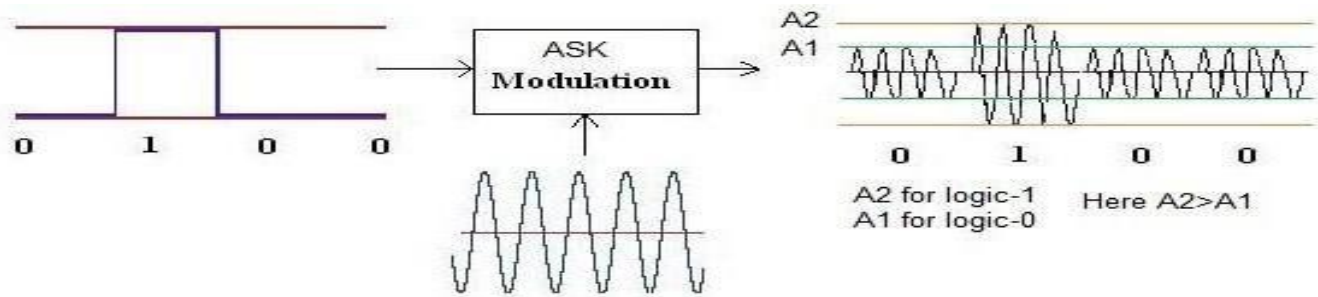 0 1 0 0
ASK
Modulation
A2
A1
0 1 0 0
A2 for logic-1
A1 for logic-0
Here A2>A1